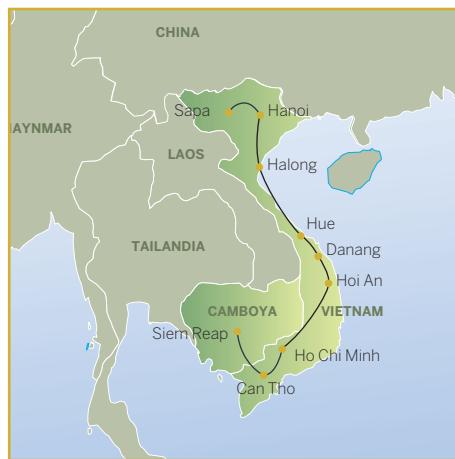 CHINA
Sapa
Hanoi
AYNMAR
LAOS
Halong
Hue
TAILANDIA
Danang
Hoi An
CAMBOYA
VIETNAM
Siem Reap
Ho Chi Minh
Can Tho